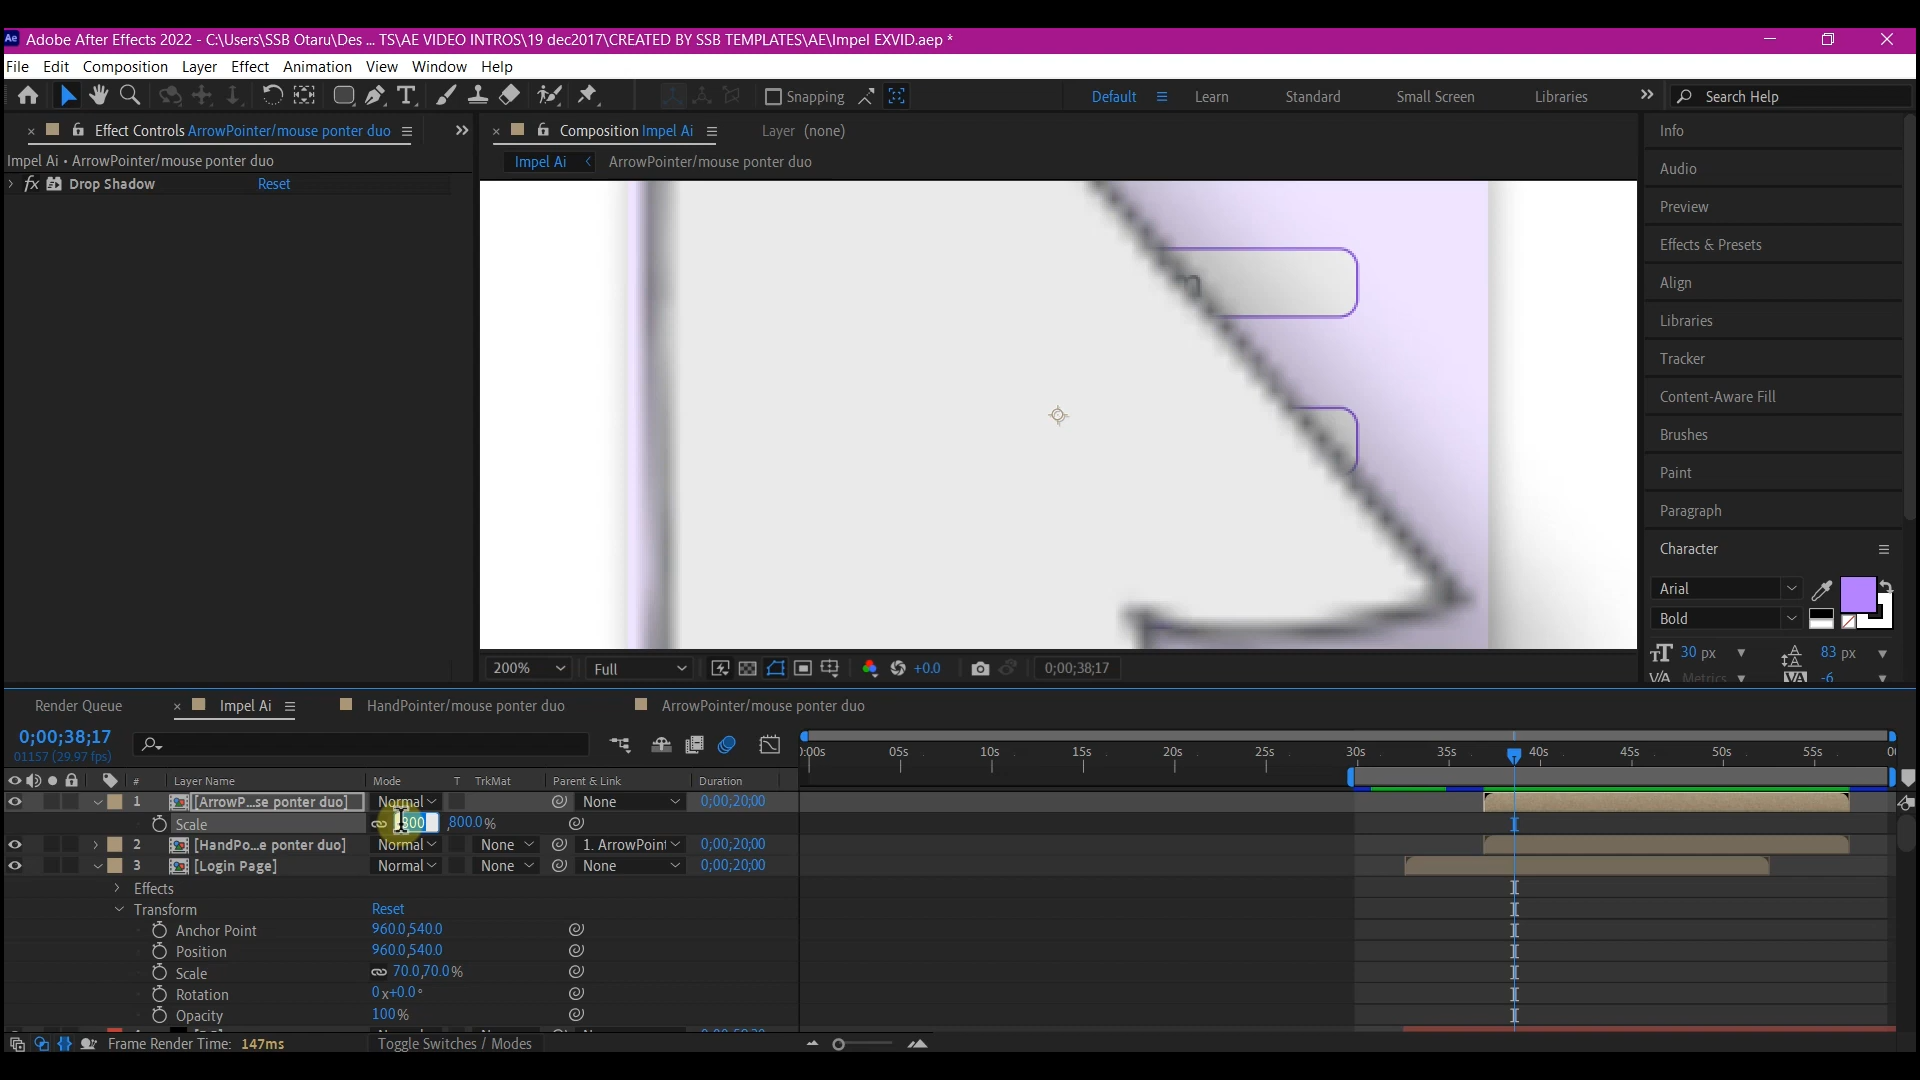 Ae Adobe After Effects 2022 - C:\Users\SSB Otaru\Des ... TS\AE VIDEO INTROS\19 dec2017\CREATED BY SSB TEMPLATES\AE\Impel EXVID.aep *
File Edit Composition Layer Effect Animation View Window Help
Snapping Default Learn Standard Small Screen Libraries Search Help
Effect Controls ArrowPointer/mouse ponter duo
Composition Impel Ai
Layer (none)
Info
Impel Ai • ArrowPointer/mouse ponter duo
Impel Ai
ArrowPointer/mouse ponter duo
fx Drop Shadow Reset
Audio
Preview
Effects & Presets
Align
Libraries
Tracker
Content-Aware Fill
Brushes
Paint
Paragraph
Character
Arial
Bold
30 px
83 px
Metrics
-6
200% Full +0.0 0;00;38;17
Render Queue Impel Ai HandPointer/mouse ponter duo ArrowPointer/mouse ponter duo
0;00;38;17
01157 (29.97 fps)
):00s 05s 10s 15s 20s 25s 30s 35s 40s 45s 50s 55s
# Layer Name Mode T TrkMat Parent & Link Duration
1 [ArrowP...se ponter duo] Normal None 0;00;20;00
Scale 800 ,800.0%
2 [HandPo...e ponter duo] Normal None 1. ArrowPoint 0;00;20;00
3 [Login Page] Normal None None 0;00;20;00
Effects
Transform Reset
Anchor Point 960.0,540.0
Position 960.0,540.0
Scale 70.0,70.0%
Rotation 0x+0.0°
Opacity 100%
Frame Render Time: 147ms Toggle Switches / Modes